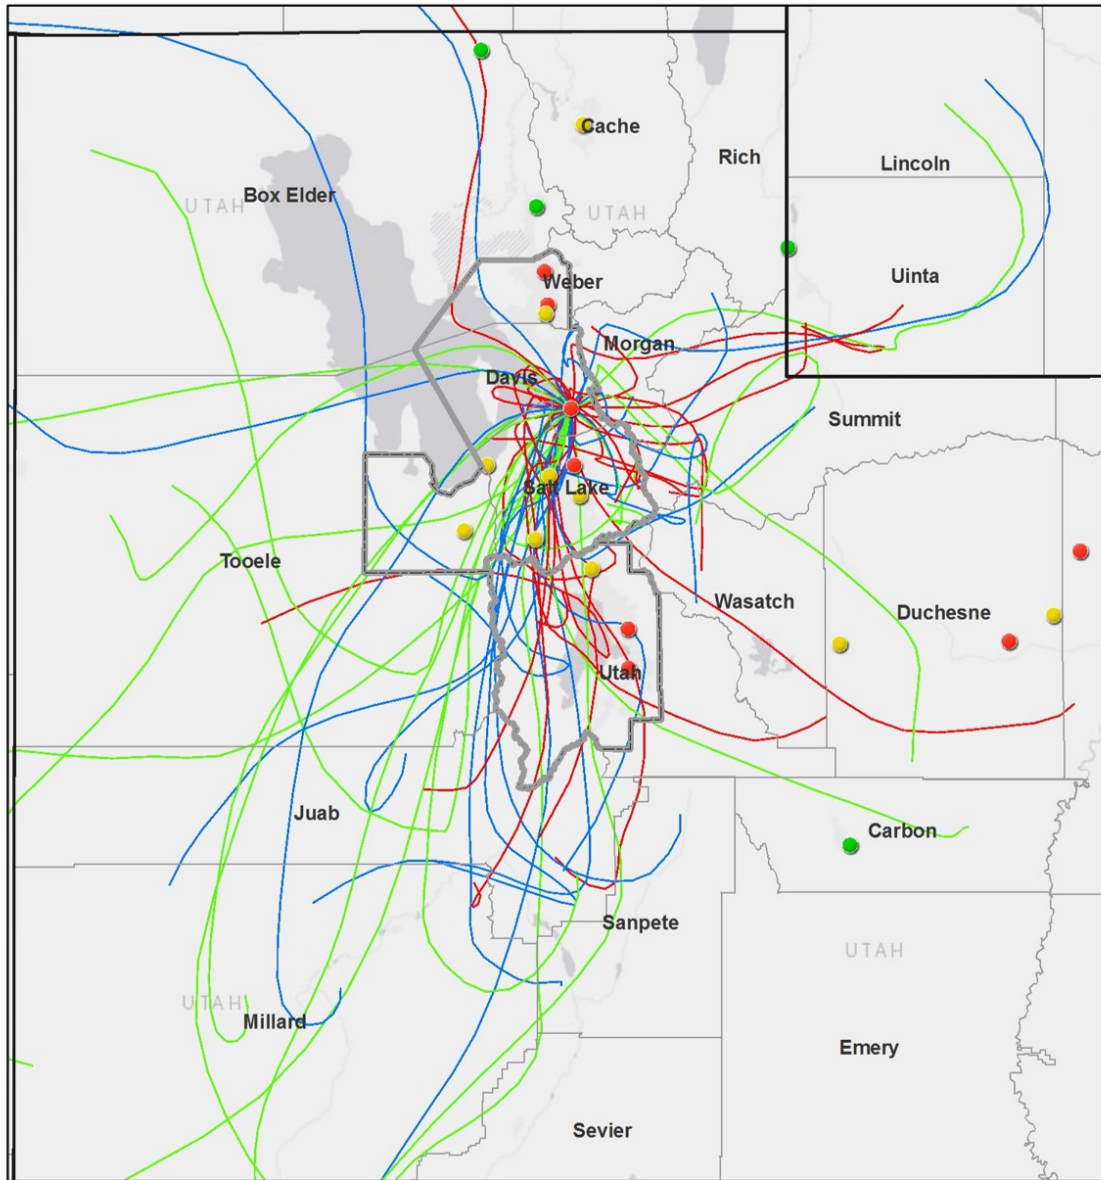 Cache
Rich
Lincoln
Box Elder
UTAH
UTAH
Uinta
Weber
Morgan
Davis
Summit
Salt Lake
Tooele
Wasatch
Duchesne
Utah
Juab
Carbon
Sanpete
UTAH
UTAH
Millard
Emery
Sevier